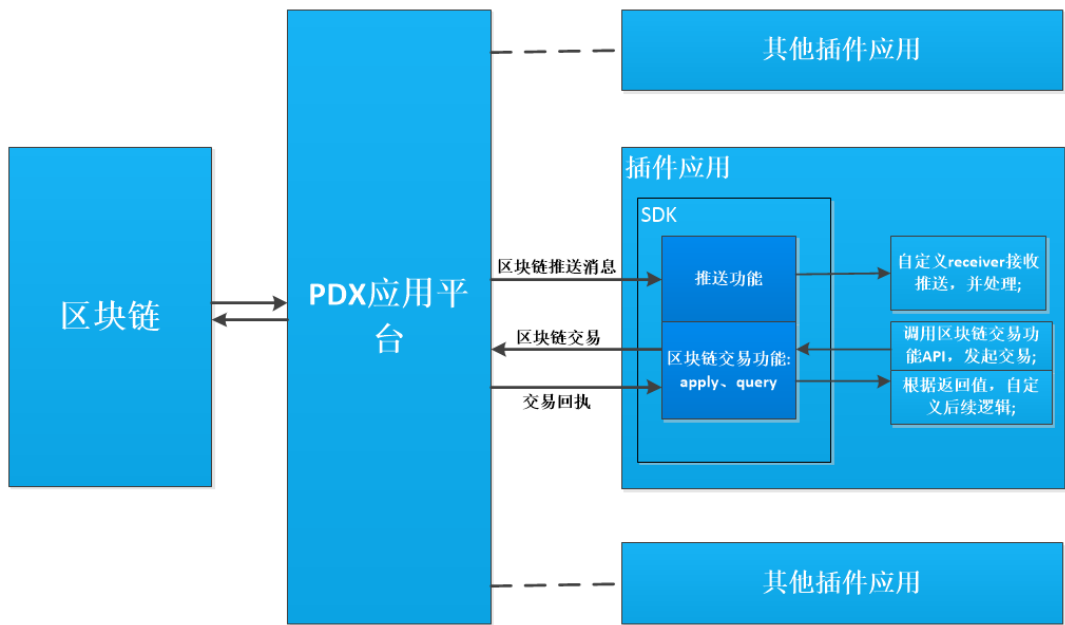 其他插件应用
区块链
PDX应用平
台
插件应用
SDK
区块链推送消息
推送功能
自定义receiver接收
推送，并处理;
区块链交易
区块链交易功能:
apply、query
调用区块链交易功
能API，发起交易;
交易回执
根据返回值，自定
义后续逻辑;
其他插件应用